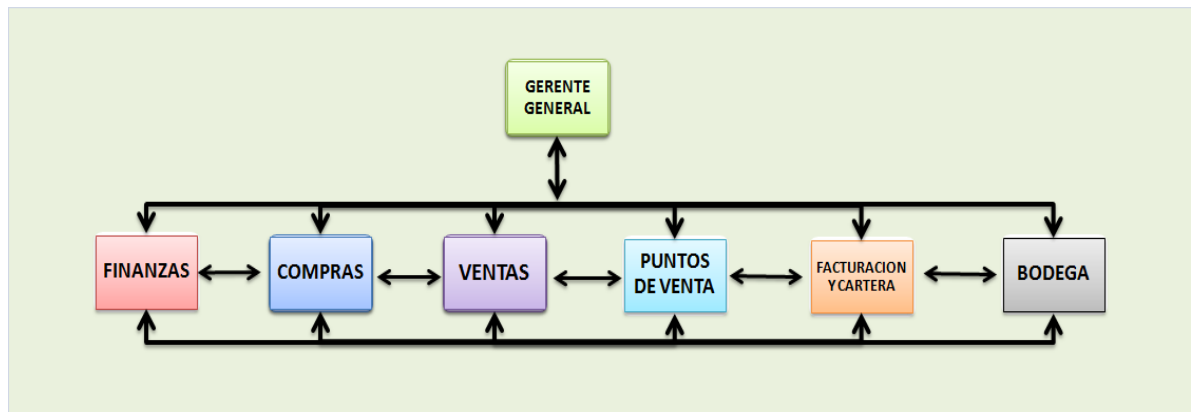 GERENTE
GENERAL
FINANZAS
COMPRAS
VENTAS
PUNTOS
DE VENTA
FACTURACION
Y CARTERA
BODEGA